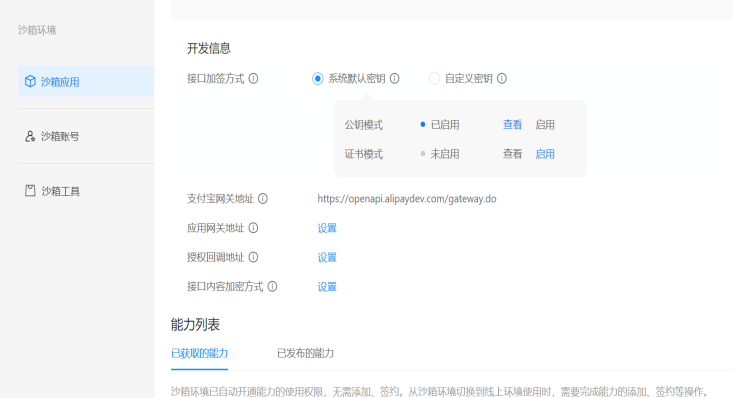 沙箱环境
沙箱应用
沙箱账号
沙箱工具
开发信息
接口加签方式 系统默认密钥 自定义密钥
公钥模式 已启用 查看 启用
证书模式 未启用 查看 启用
支付宝网关地址 https://openapi.alipaydev.com/gateway.do
应用网关地址 设置
授权回调地址 设置
接口内容加密方式 设置
能力列表
已获取的能力 已发布的能力
沙箱环境已自动开通能力的使用权限，无需添加、签约。从沙箱环境切换到线上环境使用时，需要完成能力的添加、签约等操作。